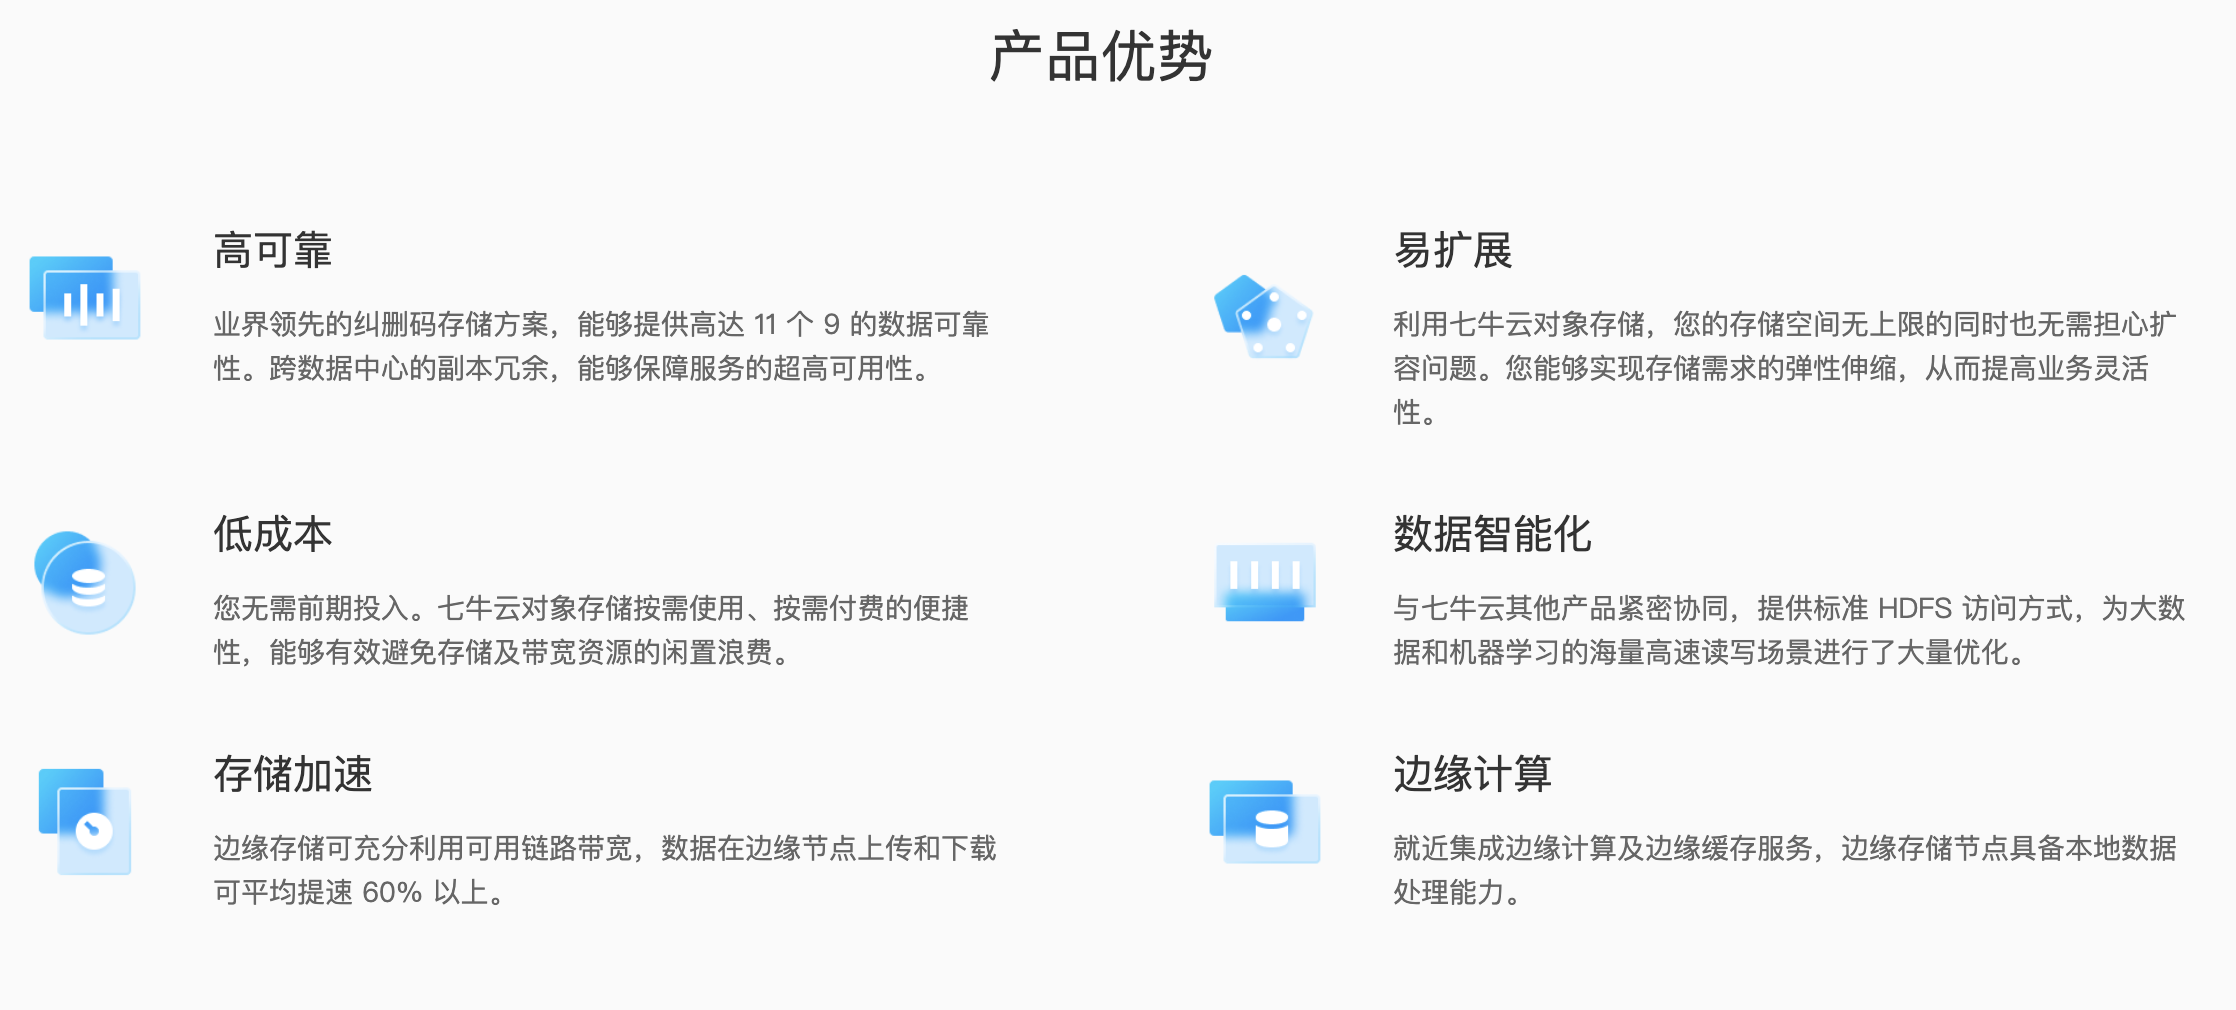 产品优势
高可靠
业界领先的纠删码存储方案，能够提供高达 11 个 9 的数据可靠
性。跨数据中心的副本冗余，能够保障服务的超高可用性。
易扩展
利用七牛云对象存储，您的存储空间无上限的同时也无需担心扩
容问题。您能够实现存储需求的弹性伸缩，从而提高业务灵活
性。
低成本
您无需前期投入。七牛云对象存储按需使用、按需付费的便捷
性，能够有效避免存储及带宽资源的闲置浪费。
数据智能化
与七牛云其他产品紧密协同，提供标准 HDFS 访问方式，为大数
据和机器学习的海量高速读写场景进行了大量优化。
存储加速
边缘存储可充分利用可用链路带宽，数据在边缘节点上传和下载
可平均提速 60% 以上。
边缘计算
就近集成边缘计算及边缘缓存服务，边缘存储节点具备本地数据
处理能力。